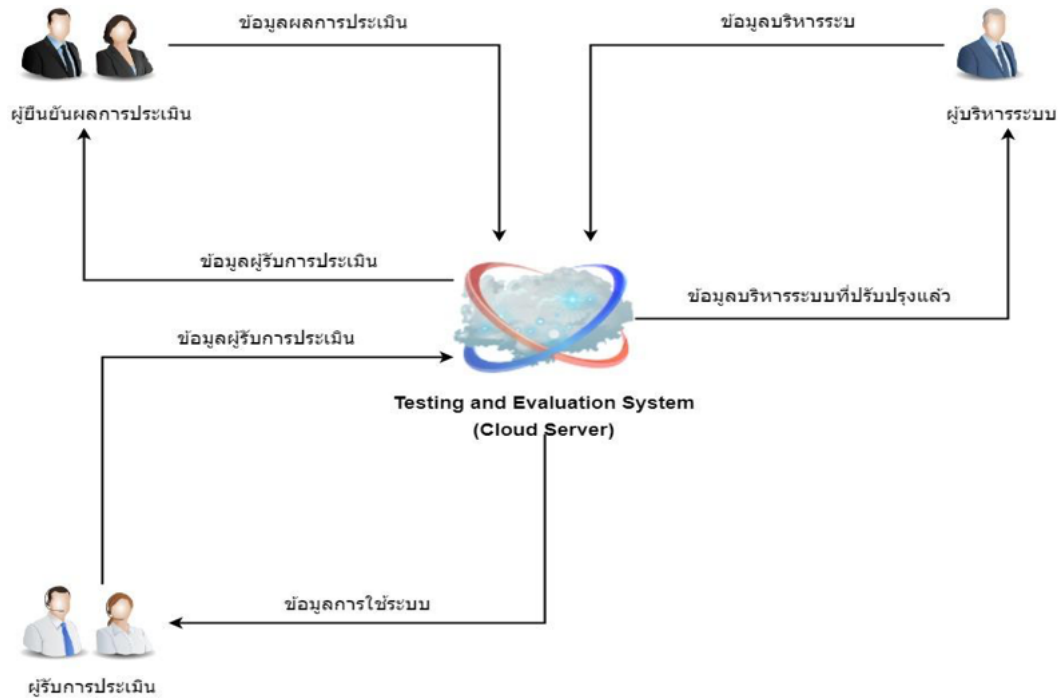 ข้อมูลผลการประเมิน
ข้อมูลบริหารระบ
ผู้ยืนยันผลการประเมิน
ผู้บริหารระบบ
ข้อมูลผู้รับการประเมิน
ข้อมูลบริหารระบบที่ปรับปรุงแล้ว
ข้อมูลผู้รับการประเมิน
Testing and Evaluation System
(Cloud Server)
ข้อมูลการใช้ระบบ
ผู้รับการประเมิน